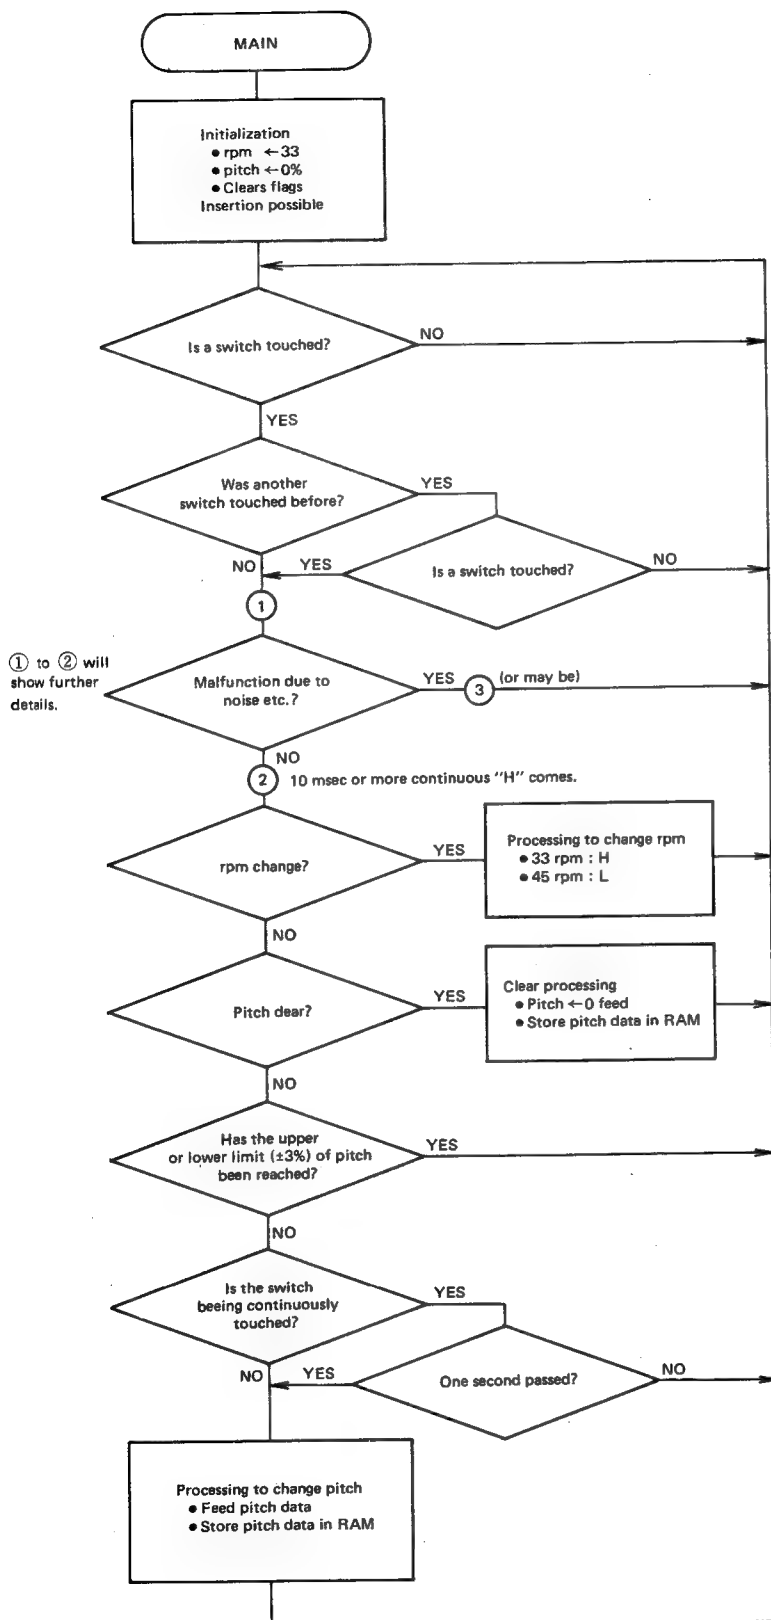 MAIN
Initialization
• rpm ←33
• pitch ←0%
• Clears flags
Insertion possible
Is a switch touched?
NO
YES
Was another
switch touched before?
YES
NO
YES
Is a switch touched?
NO
1
① to ② will
show further
details.
Malfunction due to
noise etc.?
YES
3
(or may be)
NO
2
10 msec or more continuous "H" comes.
rpm change?
YES
Processing to change rpm
• 33 rpm : H
• 45 rpm : L
NO
Pitch dear?
YES
Clear processing
• Pitch ←0 feed
• Store pitch data in RAM
NO
Has the upper
or lower limit (±3%) of pitch
been reached?
YES
NO
Is the switch
beeing continuously
touched?
YES
NO
YES
One second passed?
NO
Processing to change pitch
• Feed pitch data
• Store pitch data in RAM